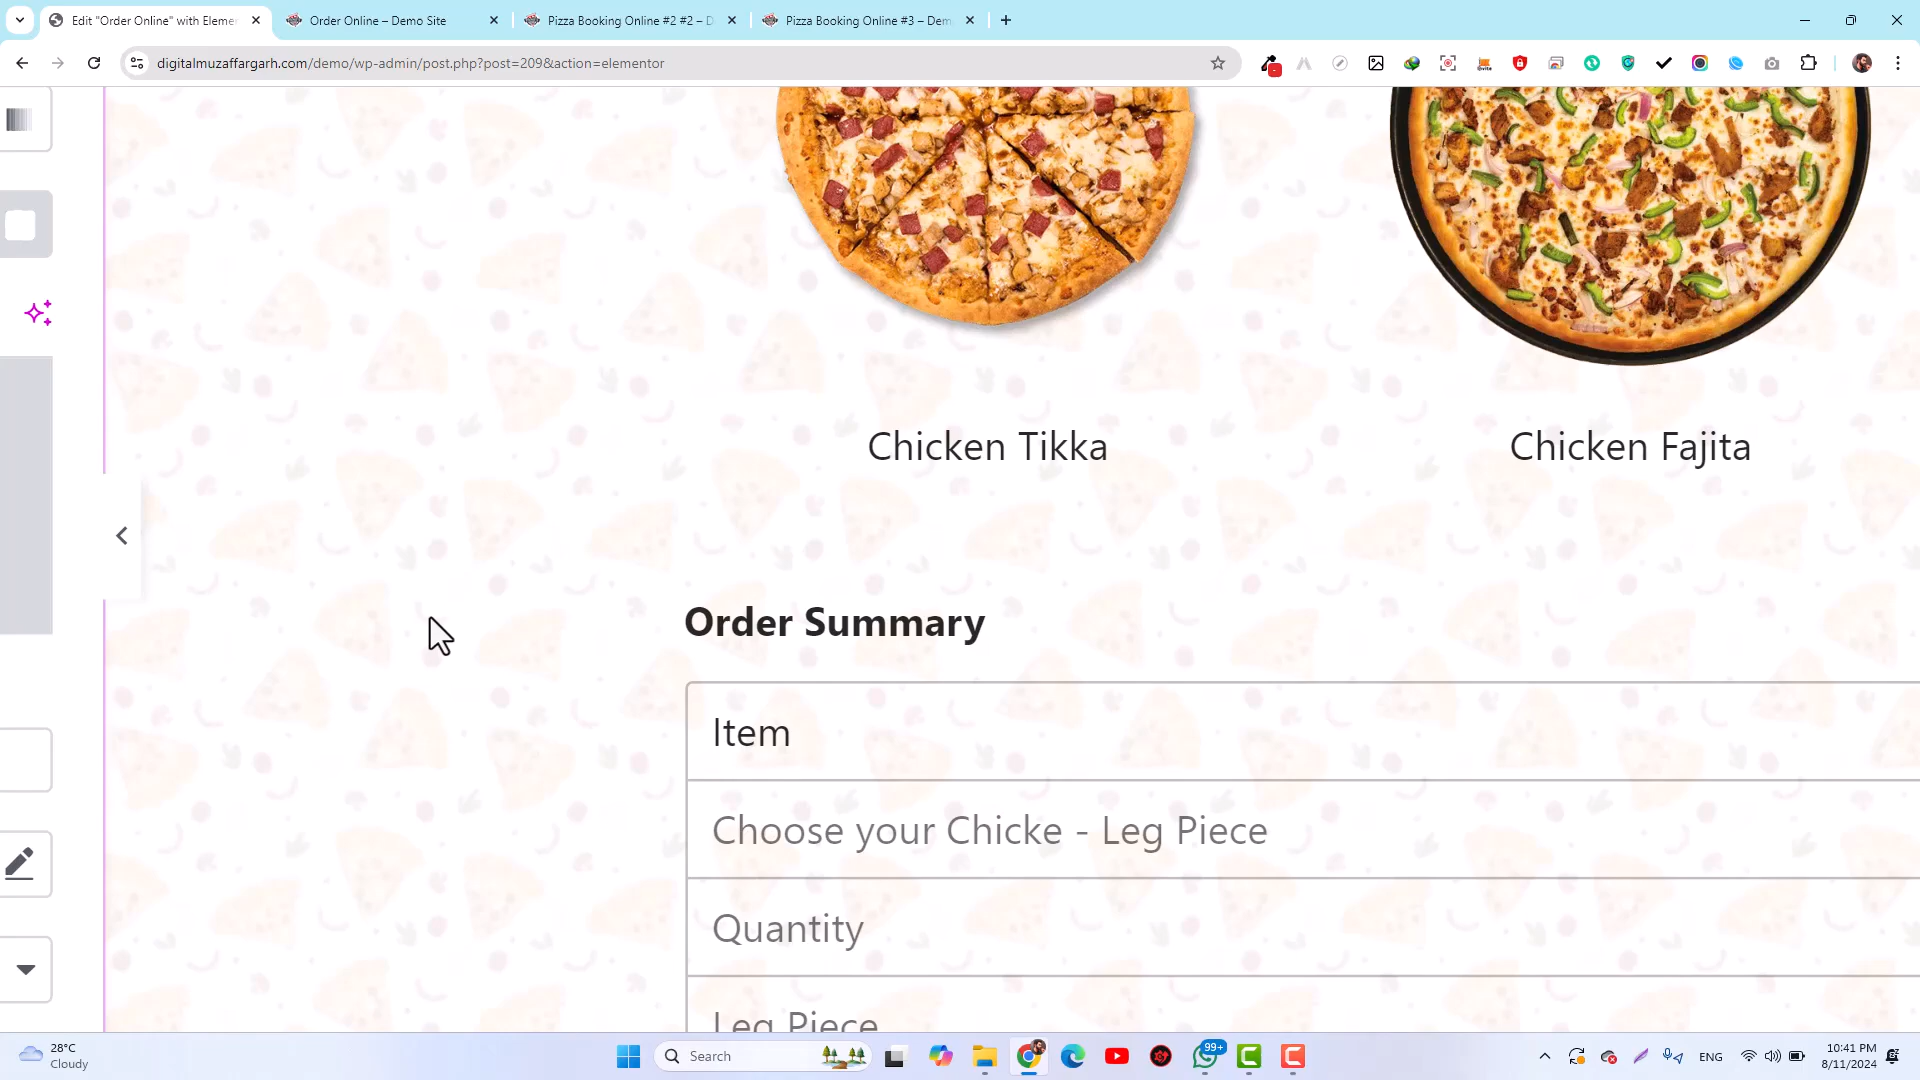 Edit "Order Online" with Eleme
Order Online – Demo Site
Pizza Booking Online #2 #2 – D
Pizza Booking Online #3 – Dem
digitalmuzaffargarh.com/demo/wp-admin/post.php?post=209&action=elementor
Chicken Tikka
Chicken Fajita
Order Summary
Item
Choose your Chicke - Leg Piece
Quantity
Leg Piece
28°C
Cloudy
Search
99+
ENG
10:41 PM
8/11/2024